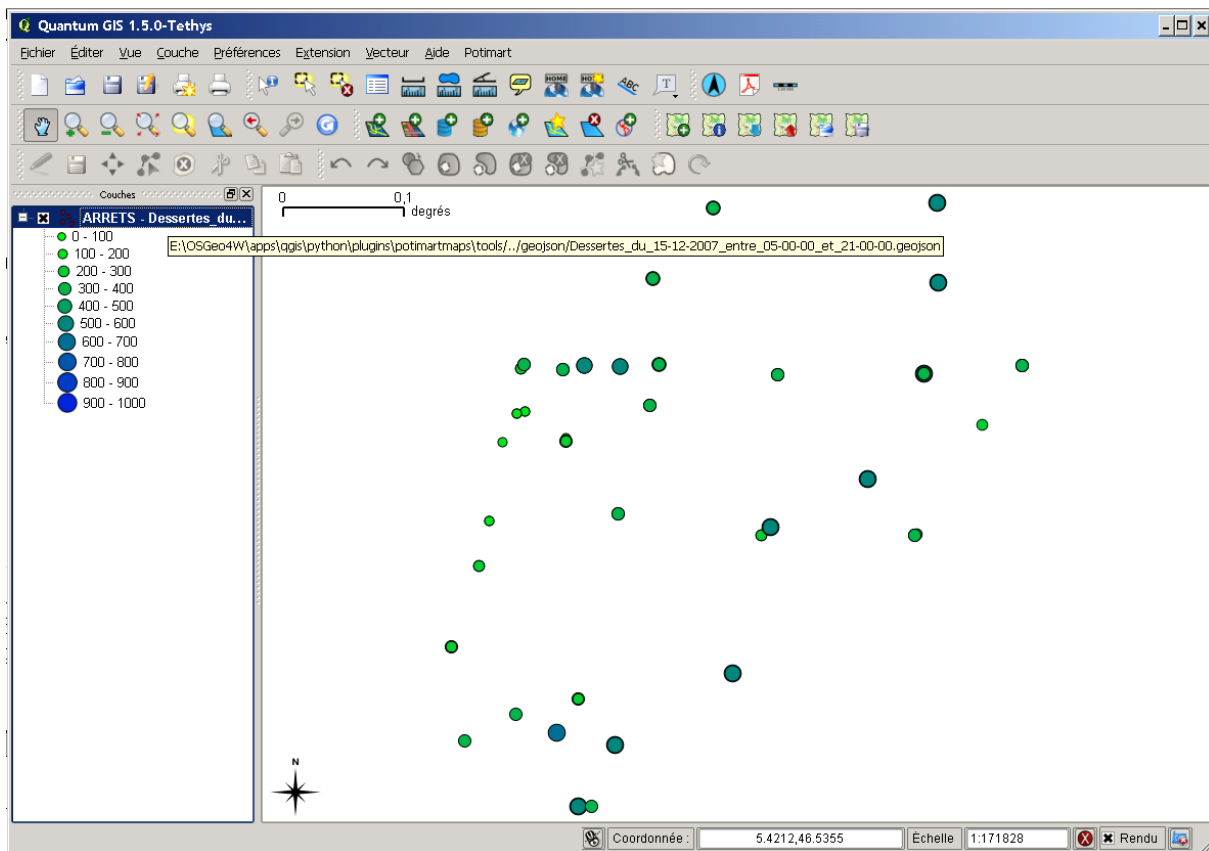 Quantum GIS 1.5.0-Tethys
Fichier Éditer Vue Couche Préférences Extension Vecteur Aide Potimart
HOME HO ABC T
Couches
ARRETS - Dessertes_du...
0 - 100
100 - 200
200 - 300
300 - 400
400 - 500
500 - 600
600 - 700
700 - 800
800 - 900
900 - 1000
0 0,1
degrés
E:\OSGeo4W\apps\qgis\python\plugins\potimartmaps\tools/../geojson/Dessertes_du_15-12-2007_entre_05-00-00_et_21-00-00.geojson
N
Coordonnée : 5.4212,46.5355 Échelle 1:171828 Rendu